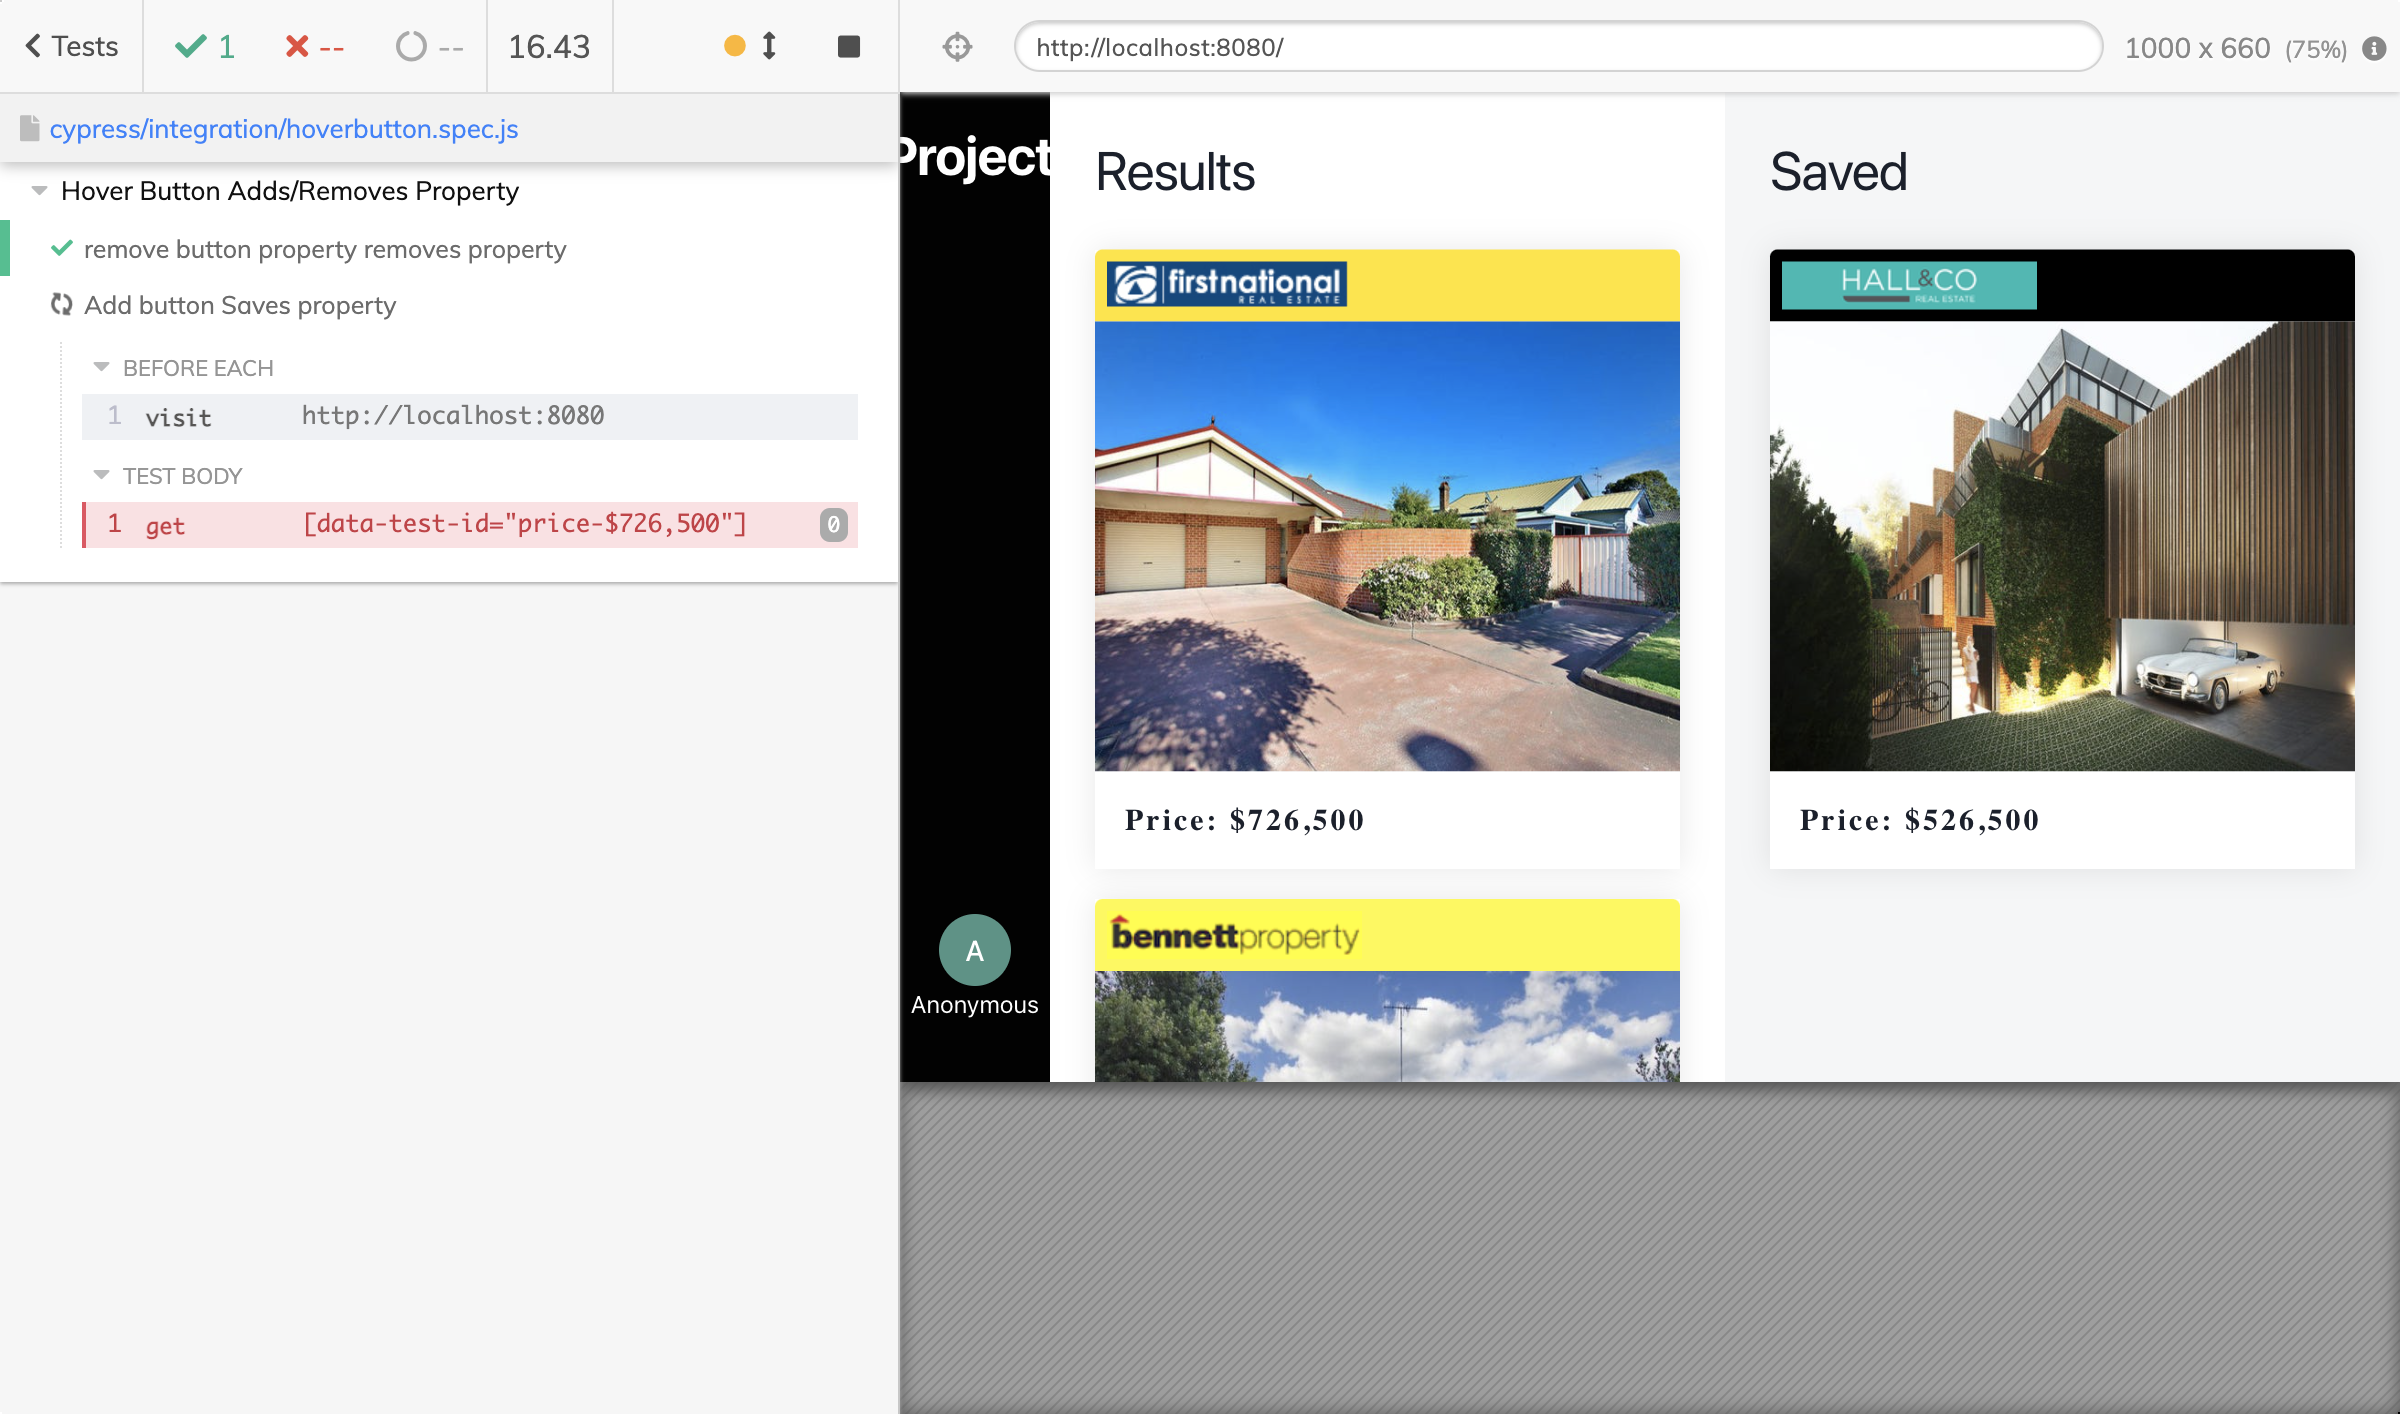 Tests
1
--
--
16.43
http://localhost:8080/
1000 x 660 (75%)
cypress/integration/hoverbutton.spec.js
Hover Button Adds/Removes Property
remove button property removes property
Add button Saves property
BEFORE EACH
1 visit http://localhost:8080
TEST BODY
1 get [data-test-id="price-$726,500"] 0
Project
A
Anonymous
Results
firstnational
REAL ESTATE
Price: $726,500
bennettproperty
Saved
HALL&CO
REAL ESTATE
Price: $526,500